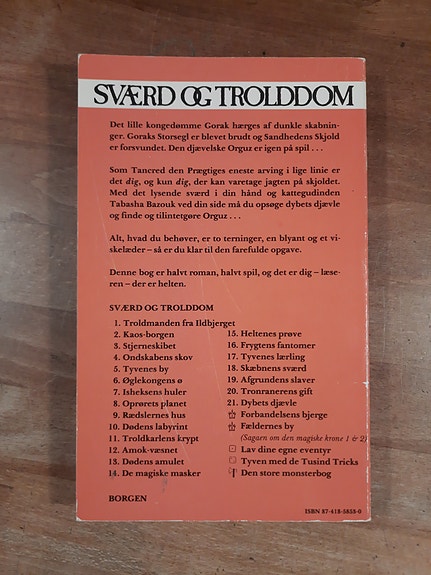 SVÆRD OG TROLDDOM
Det lille kongedømme Gorak hærges af dunkle skabnin-
ger. Goraks Storsegl er blevet brudt og Sandhedens Skjold
er forsvundet. Den djævelske Orguz er igen på spil . . .
Som Tancred den Prægtiges eneste arving i lige linie er
det dig, og kun dig, der kan varetage jagten på skjoldet.
Med det lysende sværd i din hånd og kattegudinden
Tabasha Bazouk ved din side må du opsøge dybets djævle
og finde og tilintetgøre Orguz . . .
Alt, hvad du behøver, er to terninger, en blyant og et vi-
skelæder – så er du klar til den farefulde opgave.
Denne bog er halvt roman, halvt spil, og det er dig – læse-
ren – der er helten.
SVÆRD OG TROLDDOM
1. Troldmanden fra Ildbjerget
2. Kaos-borgen
3. Stjerneskibet
4. Ondskabens skov
5. Tyvenes by
6. Øglekongens ø
7. Isheksens huler
8. Oprørets planet
9. Rædslernes hus
10. Dødens labyrint
11. Troldkarlens krypt
12. Amok-væsnet
13. Dødens amulet
14. De magiske masker
15. Heltenes prøve
16. Frygtens fantomer
17. Tyvenes lærling
18. Skæbnens sværd
19. Afgrundens slaver
20. Tronranerens gift
21. Dybets djævle
Forbandelsens bjerge
Fældernes by
(Sagaen om den magiske krone 1 & 2)
Lav dine egne eventyr
Tyven med de Tusind Tricks
Den store monsterbog
BORGEN
ISBN 87-418-5858-0